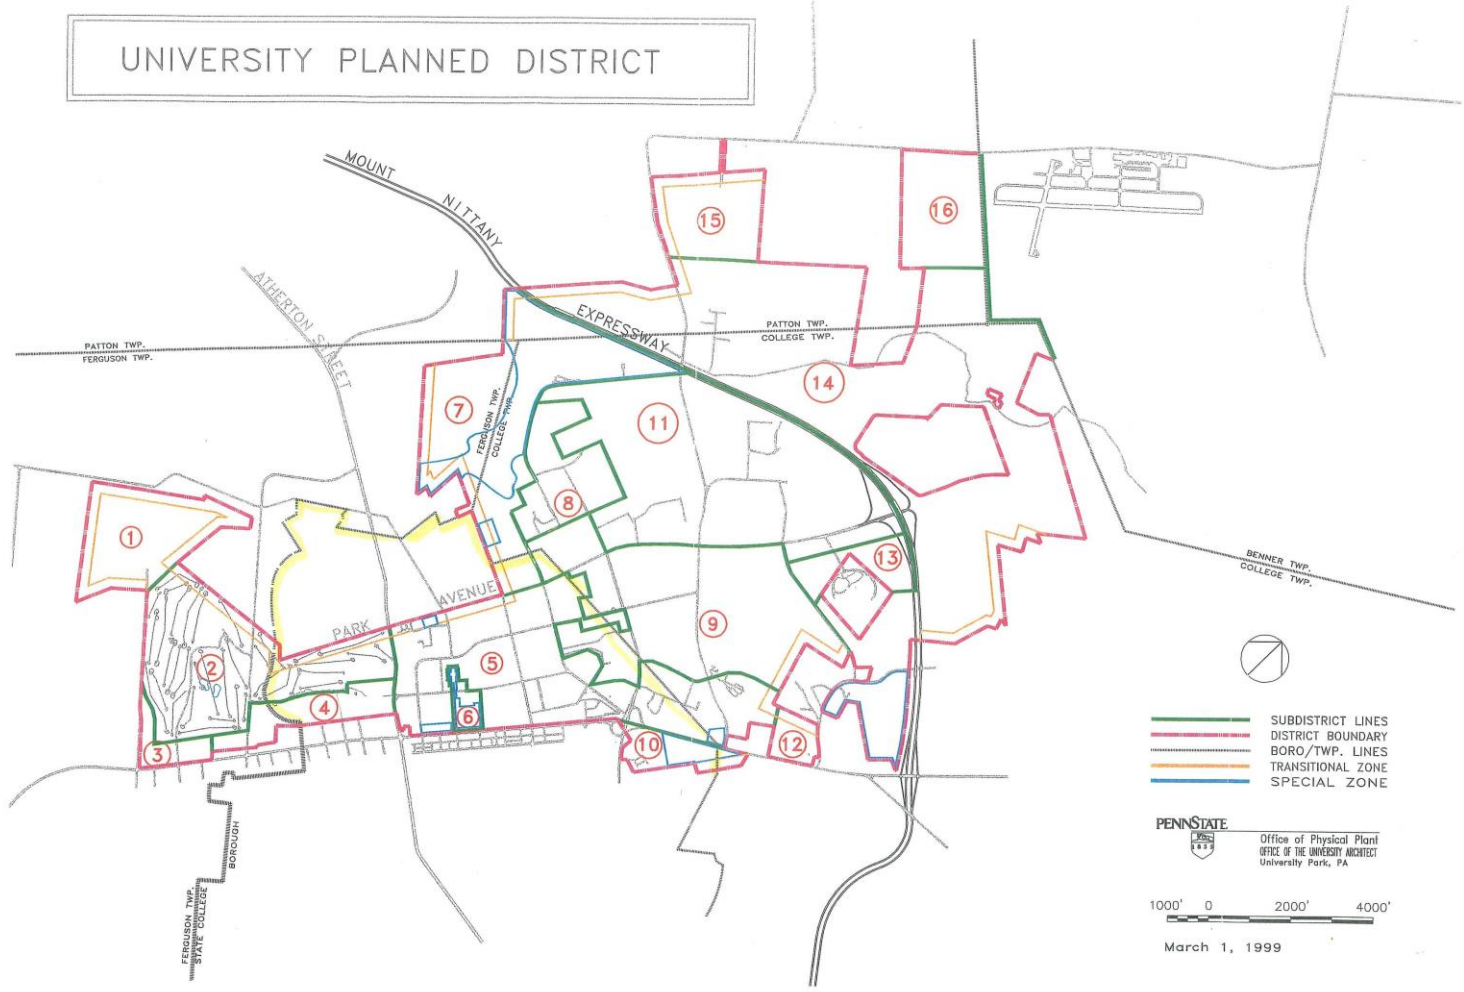 UNIVERSITY PLANNED DISTRICT
MOUNT
NITTANY
EXPRESSWAY
ATHERTON STREET
PATTON TWP.
FERGUSON TWP.
PATTON TWP.
COLLEGE TWP.
FERGUSON TWP.
COLLEGE TWP.
BENNER TWP.
COLLEGE TWP.
PARK
AVENUE
BOROUGH
FERGUSON TWP.
STATE COLLEGE
1
2
3
4
5
6
7
8
9
10
11
12
13
14
15
16
SUBDISTRICT LINES
DISTRICT BOUNDARY
BORO/TWP. LINES
TRANSITIONAL ZONE
SPECIAL ZONE
PENNSTATE
1855
Office of Physical Plant
OFFICE OF THE UNIVERSITY ARCHITECT
University Park, PA
1000' 0 2000' 4000'
March 1, 1999